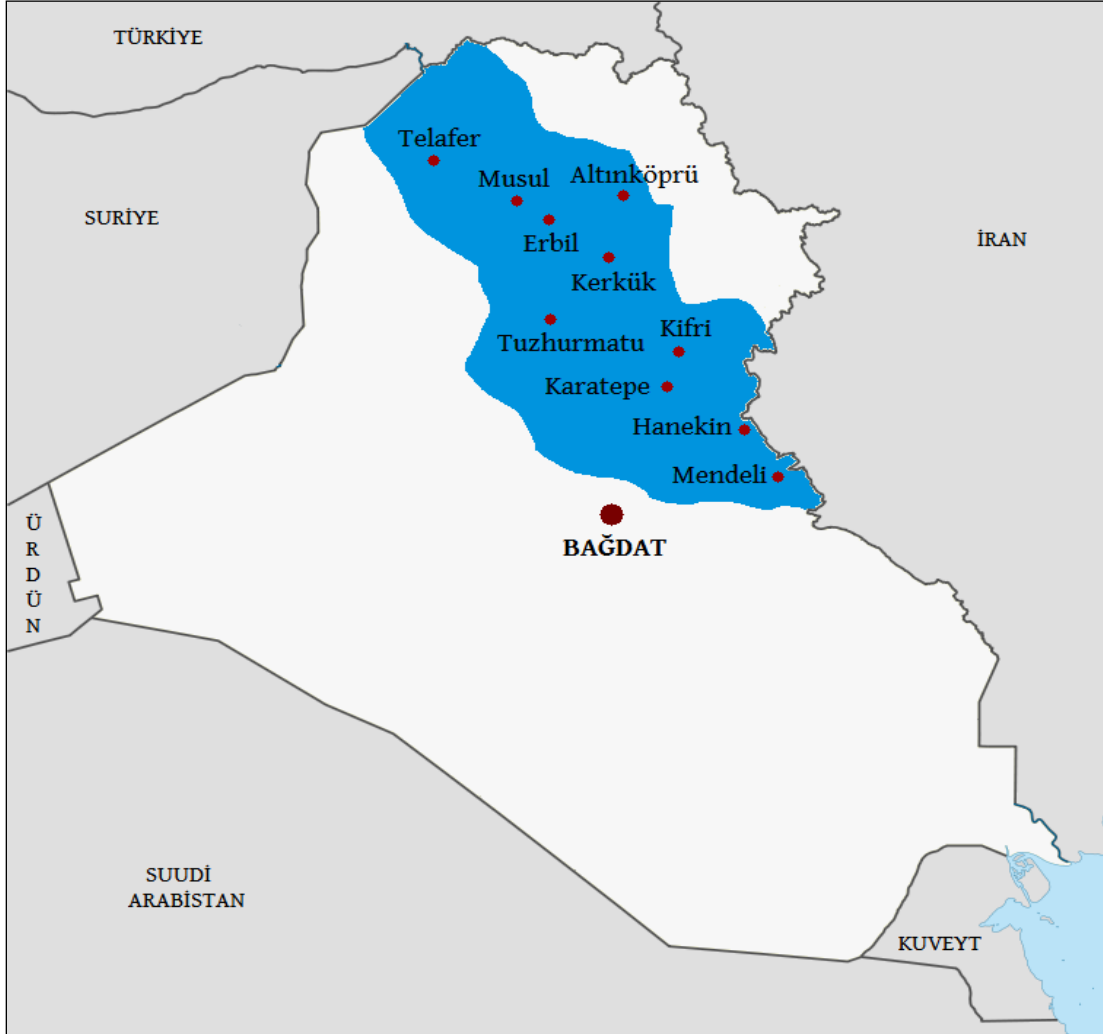 TÜRKİYE
Telafer
Altınköprü
Musul
SURİYE
Erbil
İRAN
Kerkük
Kifri
Tuzhurmatu
Karatepe
Hanekin
Mendeli
BAĞDAT
Ü
R
D
Ü
N
SUUDİ
ARABİSTAN
KUVEYT